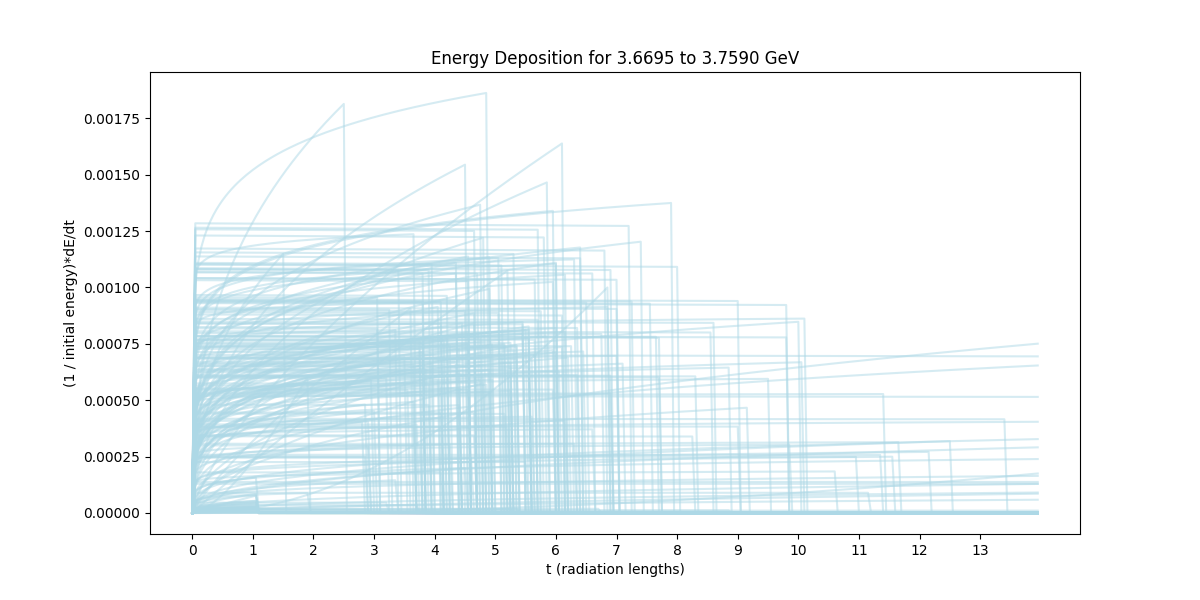 Energy Deposition for 3.6695 to 3.7590 GeV
(1 / initial energy)*dE/dt
0.00175
0.00150
0.00125
0.00100
0.00075
0.00050
0.00025
0.00000
0 1 2 3 4 5 6 7 8 9 10 11 12 13
t (radiation lengths)